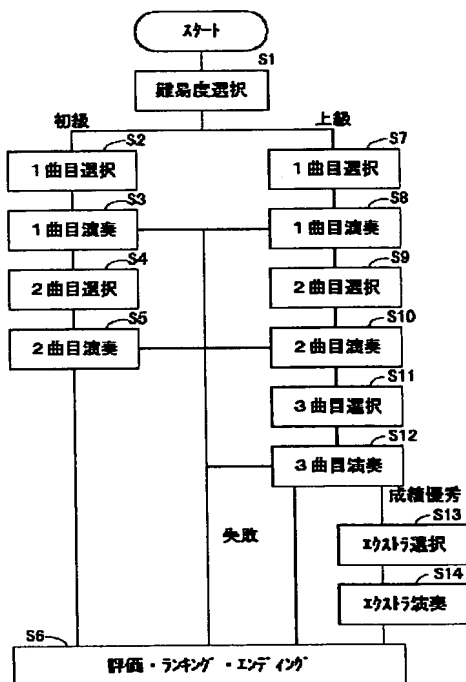 スタート
S1
難易度選択
初級
上級
S2
1曲目選択
S3
1曲目演奏
S4
2曲目選択
S5
2曲目演奏
S7
1曲目選択
S8
1曲目演奏
S9
2曲目選択
S10
2曲目演奏
S11
3曲目選択
S12
3曲目演奏
成績優秀
S13
エクストラ選択
S14
エクストラ演奏
失敗
S6
評価・ランキング・エンディング